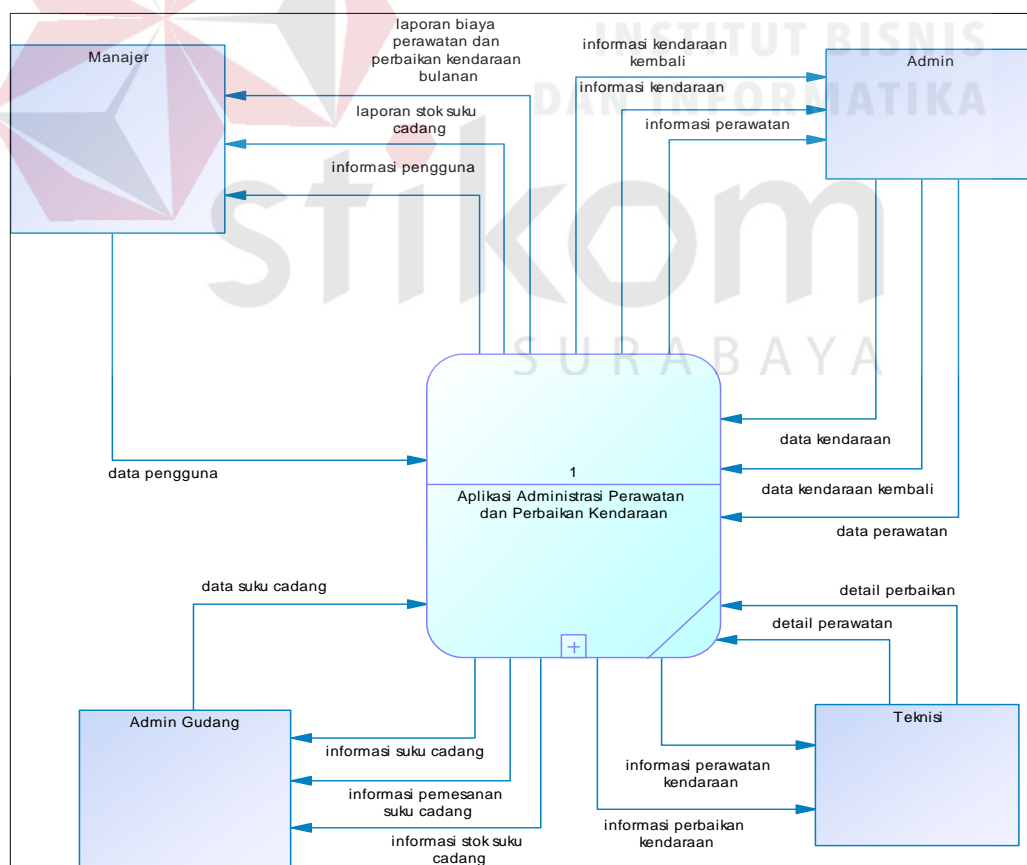 INSTITUT BISNIS
DAN INFORMATIKA
stikom
SURABAYA
Manajer
laporan biaya
perawatan dan
perbaikan kendaraan
bulanan
laporan stok suku
cadang
informasi pengguna
informasi kendaraan
kembali
informasi kendaraan
informasi perawatan
Admin
data pengguna
1
Aplikasi Administrasi Perawatan
dan Perbaikan Kendaraan
data kendaraan
data kendaraan kembali
data perawatan
data suku cadang
detail perbaikan
detail perawatan
Admin Gudang
informasi suku cadang
informasi pemesanan
suku cadang
informasi stok suku
cadang
Teknisi
informasi perawatan
kendaraan
informasi perbaikan
kendaraan